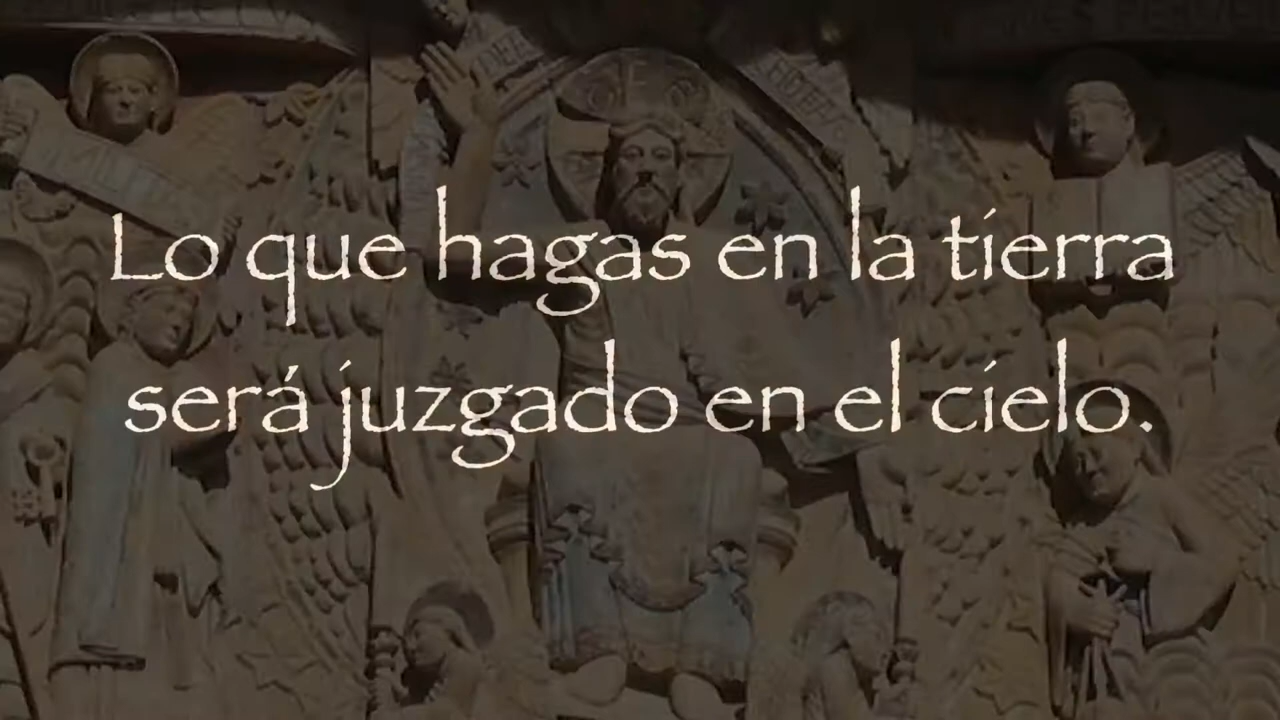 Lo que hagas en la tierra
será juzgado en el cielo.